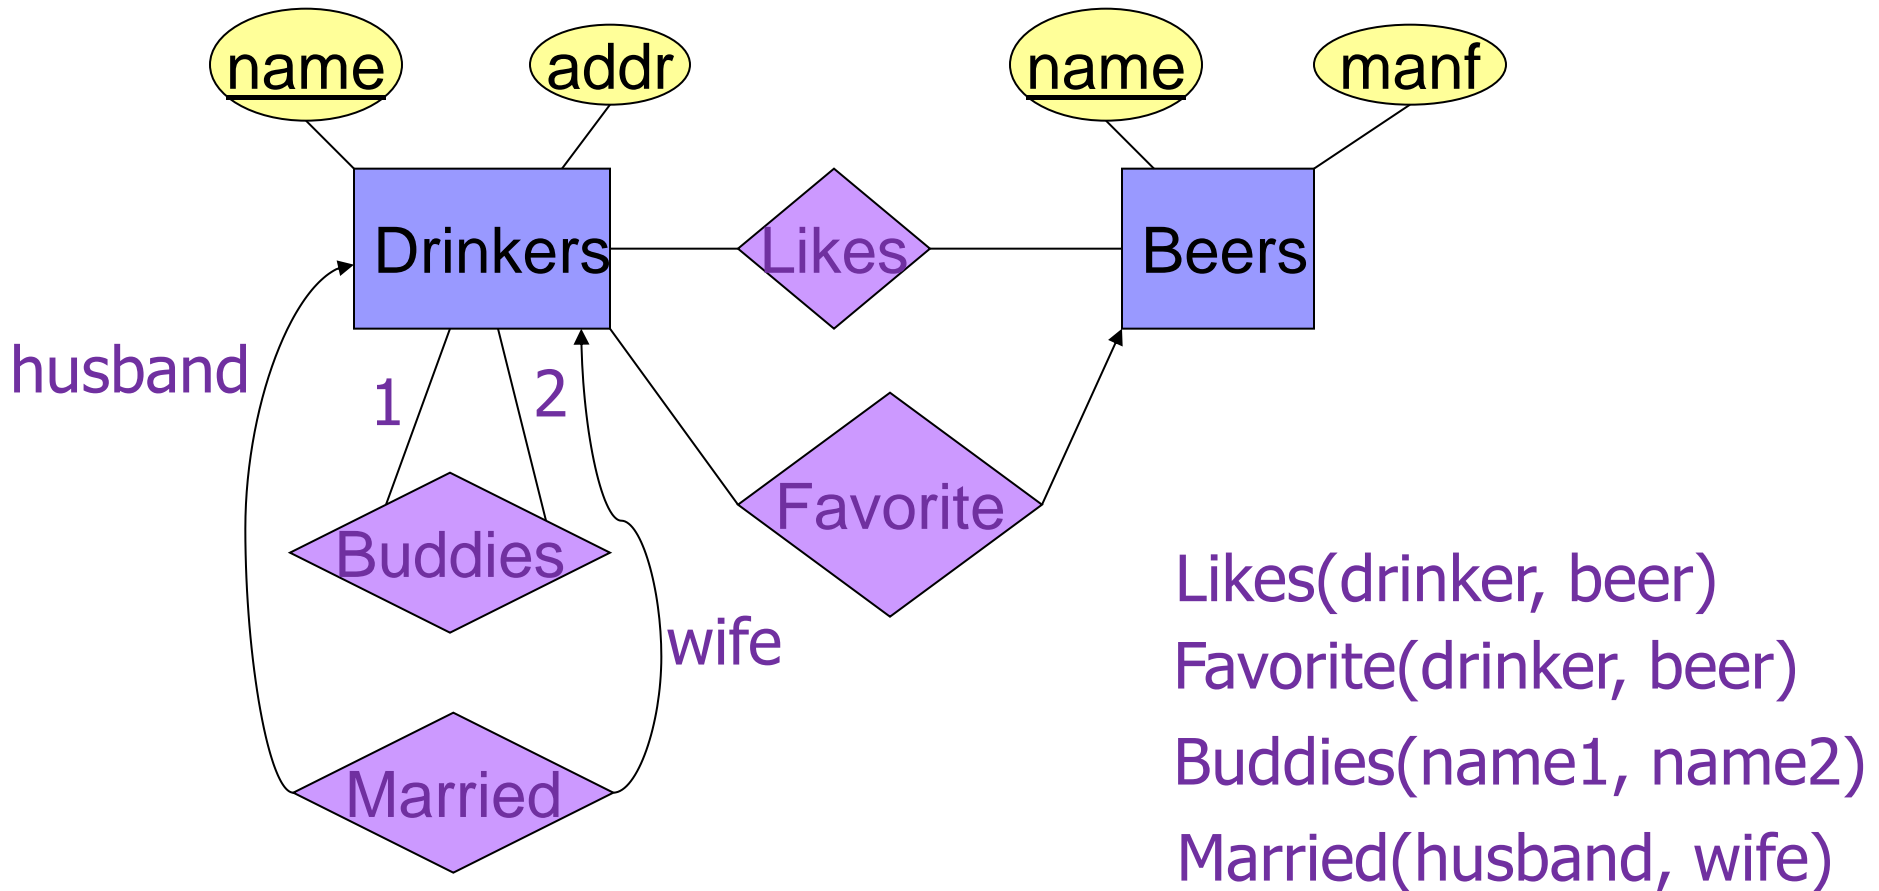 name
addr
name
manf
Drinkers
Likes
Beers
husband
1
2
Favorite
Buddies
wife
Married
Likes(drinker, beer)
Favorite(drinker, beer)
Buddies(name1, name2)
Married(husband, wife)